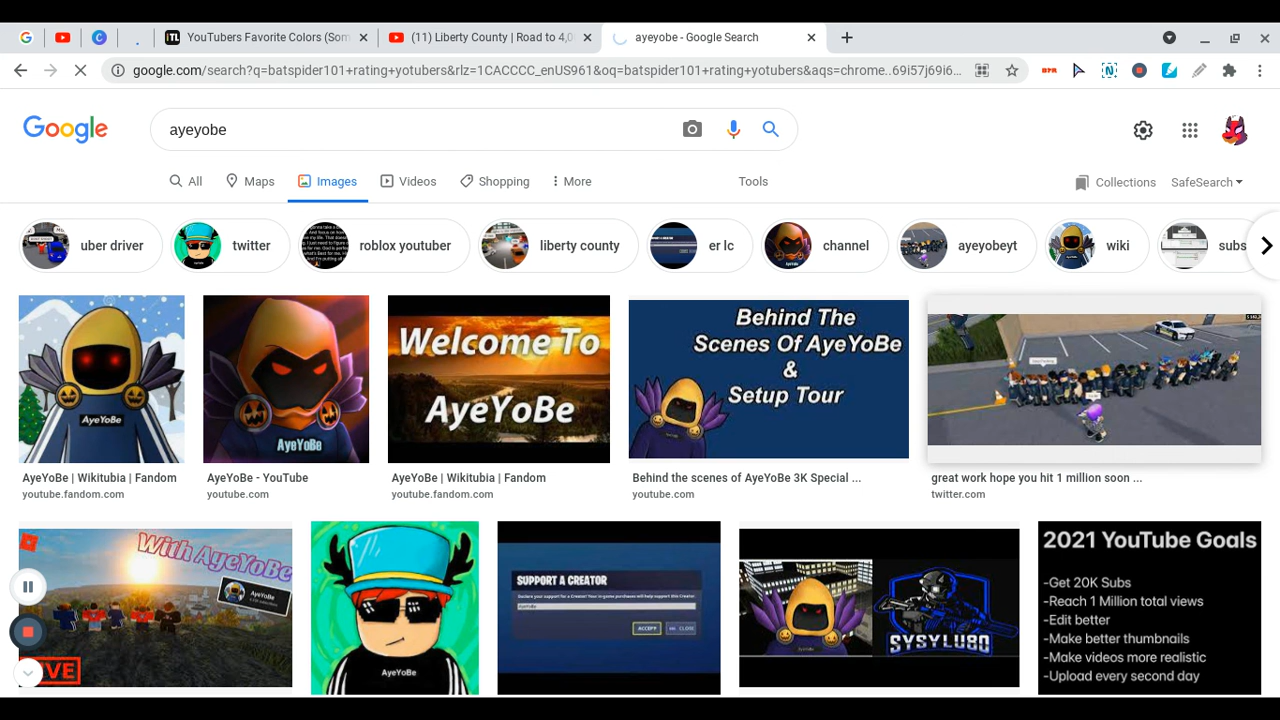 YouTubers Favorite Colors (Som
(11) Liberty County | Road to 4,0
ayeyobe - Google Search
google.com/search?q=batspider101+rating+yotubers&rlz=1CACCCC_enUS961&oq=batspider101+rating+yotubers&aqs=chrome..69i57j69i6...
Google
ayeyobe
All
Maps
Images
Videos
Shopping
More
Tools
Collections
SafeSearch
uber driver
twitter
roblox youtuber
liberty county
er lc
channel
ayeyobeyt
wiki
subs
AyeYoBe
AyeYoBe
Welcome To
AyeYoBe
Behind The
Scenes Of AyeYoBe
&
Setup Tour
AyeYoBe | Wikitubia | Fandom
youtube.fandom.com
AyeYoBe - YouTube
youtube.com
AyeYoBe | Wikitubia | Fandom
youtube.fandom.com
Behind the scenes of AyeYoBe 3K Special ...
youtube.com
great work hope you hit 1 million soon ...
twitter.com
With AyeYoBe
AyeYoBe
LIVE
AyeYoBe
SUPPORT A CREATOR
ACCEPT
CLOSE
SYSYLU80
2021 YouTube Goals
-Get 20K Subs
-Reach 1 Million total views
-Edit better
-Make better thumbnails
-Make videos more realistic
-Upload every second day